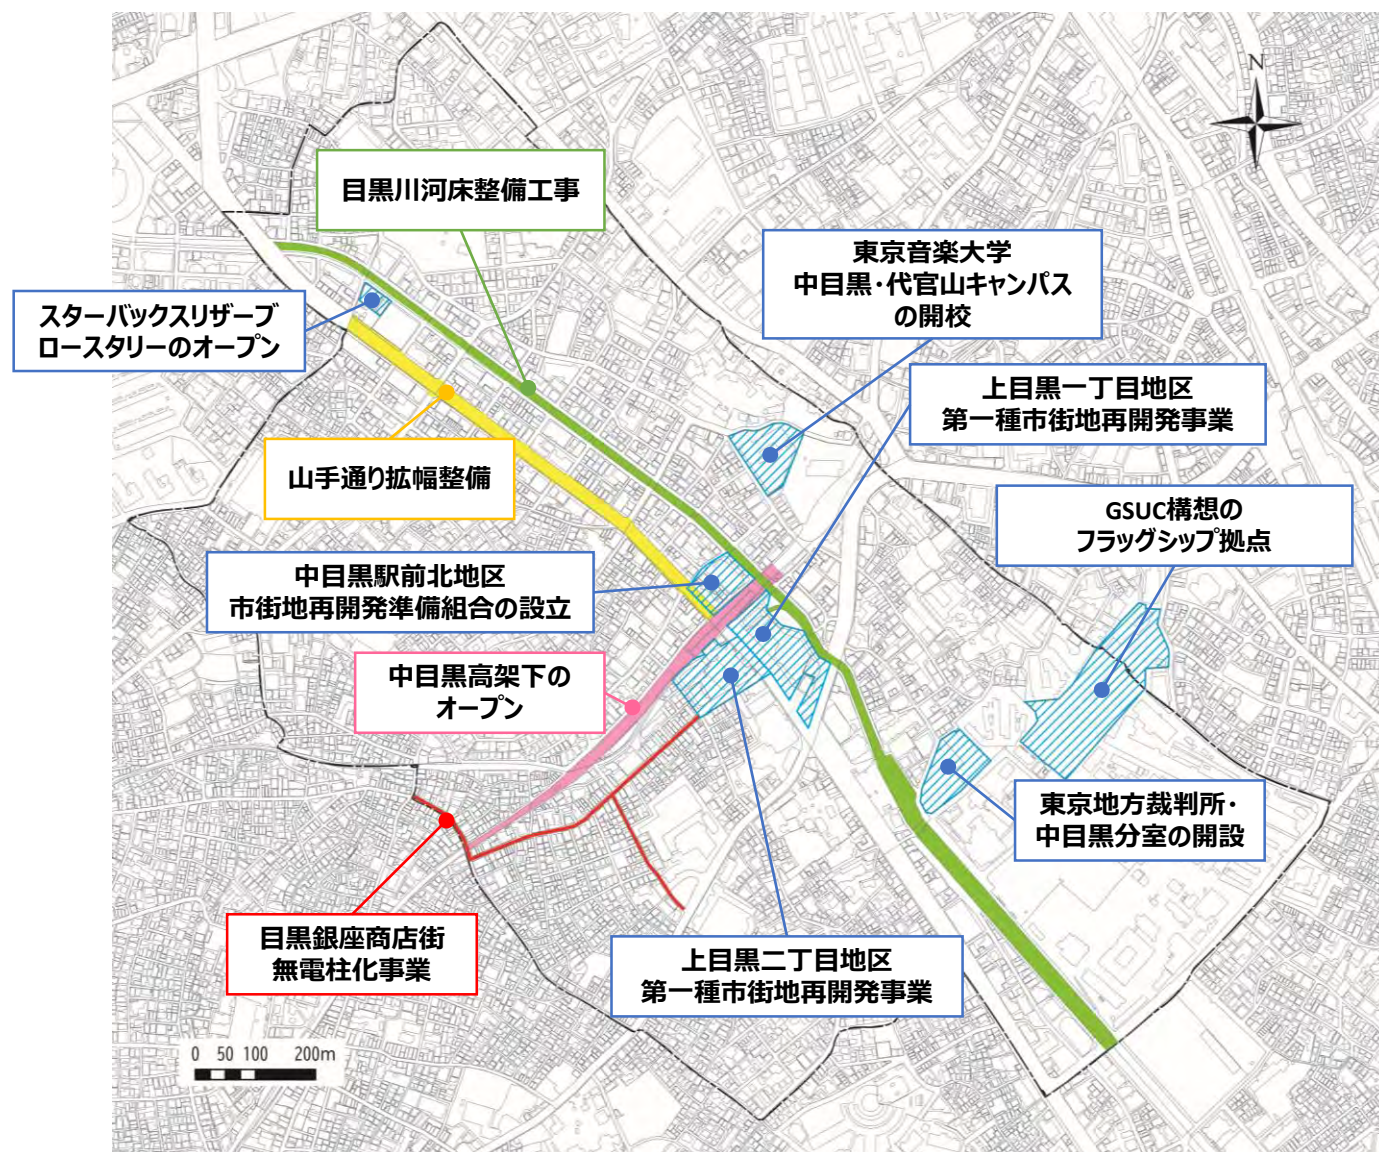 N
目黒川河床整備工事
東京音楽大学
中目黒・代官山キャンパス
の開校
スターバックスリザーブ
ロースタリーのオープン
上目黒一丁目地区
第一種市街地再開発事業
山手通り拡幅整備
GSUC構想の
フラッグシップ拠点
中目黒駅前北地区
市街地再開発準備組合の設立
中目黒高架下の
オープン
東京地方裁判所・
中目黒分室の開設
目黒銀座商店街
無電柱化事業
上目黒二丁目地区
第一種市街地再開発事業
0 50 100 200m